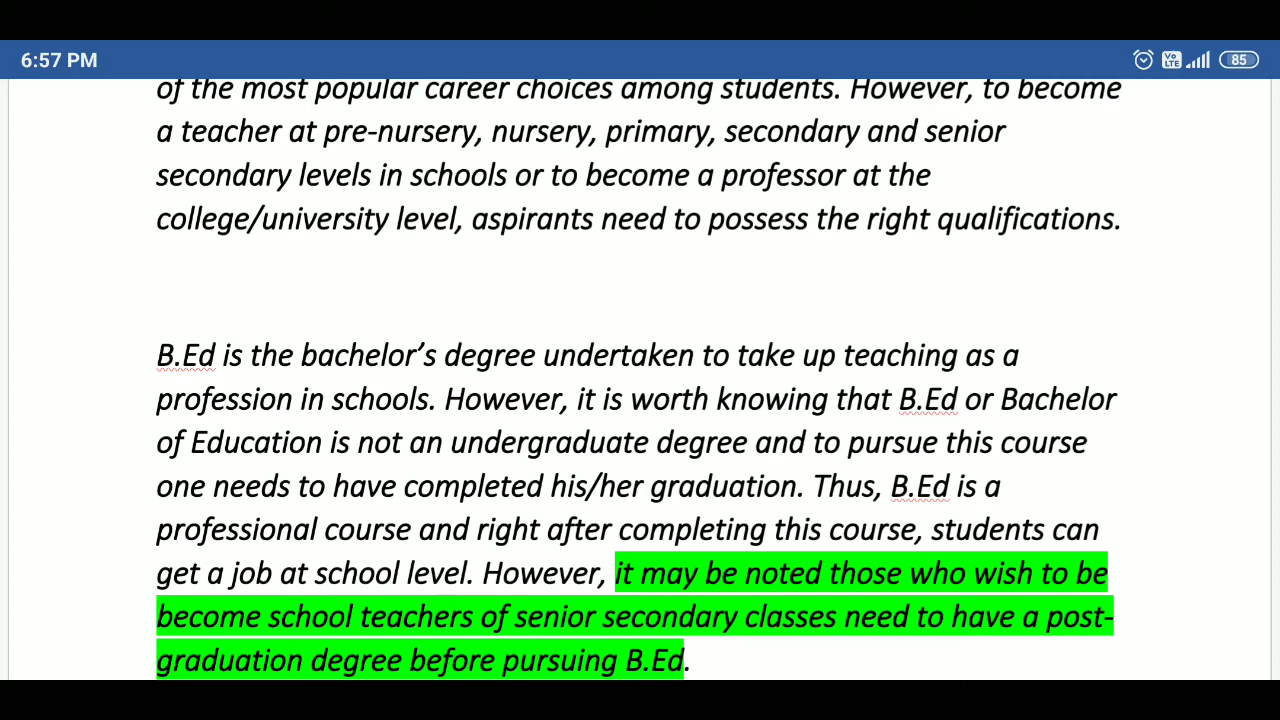 6:57 PM
Vo LTE
85
of the most popular career choices among students. However, to become
a teacher at pre-nursery, nursery, primary, secondary and senior
secondary levels in schools or to become a professor at the
college/university level, aspirants need to possess the right qualifications.
B.Ed is the bachelor’s degree undertaken to take up teaching as a
profession in schools. However, it is worth knowing that B.Ed or Bachelor
of Education is not an undergraduate degree and to pursue this course
one needs to have completed his/her graduation. Thus, B.Ed is a
professional course and right after completing this course, students can
get a job at school level. However, it may be noted those who wish to be
become school teachers of senior secondary classes need to have a post-
graduation degree before pursuing B.Ed.